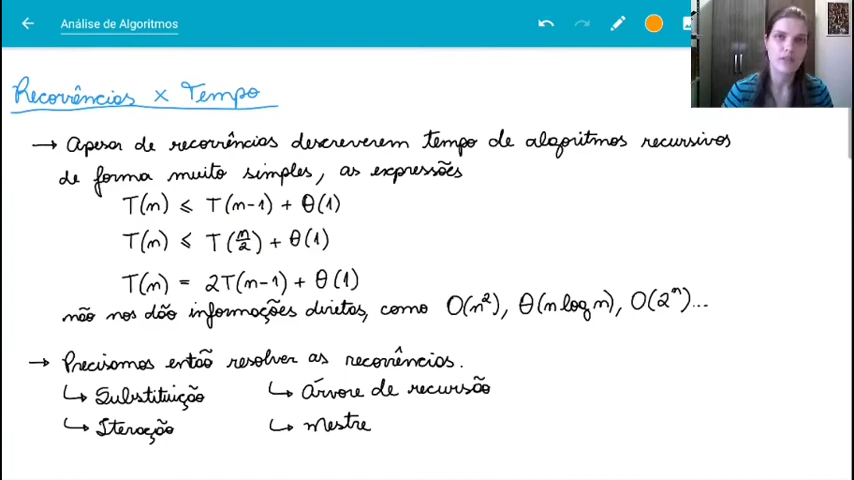 Análise de Algoritmos
Recorrências x Tempo
→ Apesar de recorrências descreverem tempo de algoritmos recursivos
de forma muito simples, as expressões
T(n) ≤ T(n-1) + θ(1)
T(n) ≤ T(n/2) + θ(1)
T(n) = 2T(n-1) + θ(1)
não nos dão informações diretas, como O(n²), θ(n log n), O(2ⁿ)...
→ Precisamos então resolver as recorrências.
↳ Substituição ↳ Árvore de recursão
↳ Iteração ↳ mestre